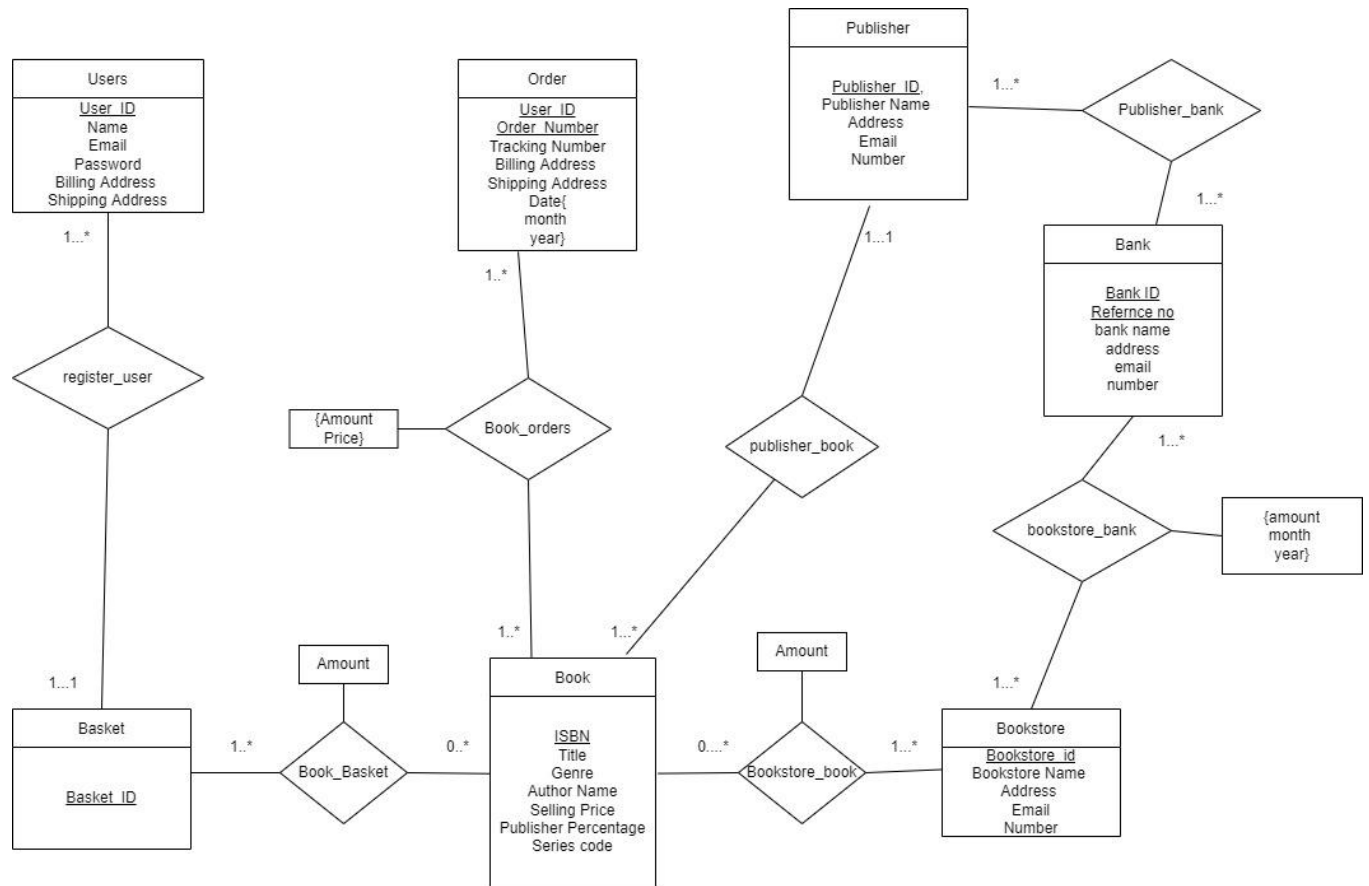 Publisher
Publisher_ID,
Publisher Name
Address
Email
Number
1...*
Publisher_bank
1...*
Users
User_ID
Name
Email
Password
Billing Address
Shipping Address
1...*
register_user
1...1
Order
User_ID
Order_Number
Tracking Number
Billing Address
Shipping Address
Date{
month
year}
1..*
{Amount
Price}
Book_orders
1..*
1...1
publisher_book
1...*
Bank
Bank ID
Refernce no
bank name
address
email
number
1...*
bookstore_bank
{amount
month
year}
1...*
Basket
Basket_ID
1..*
Amount
Book_Basket
0..*
Book
ISBN
Title
Genre
Author Name
Selling Price
Publisher Percentage
Series code
0....*
Amount
Bookstore_book
1...*
Bookstore
Bookstore_id
Bookstore Name
Address
Email
Number